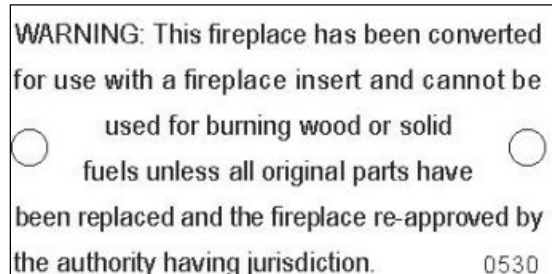 WARNING: This fireplace has been converted
for use with a fireplace insert and cannot be
used for burning wood or solid
fuels unless all original parts have
been replaced and the fireplace re-approved by
the authority having jurisdiction. 0530